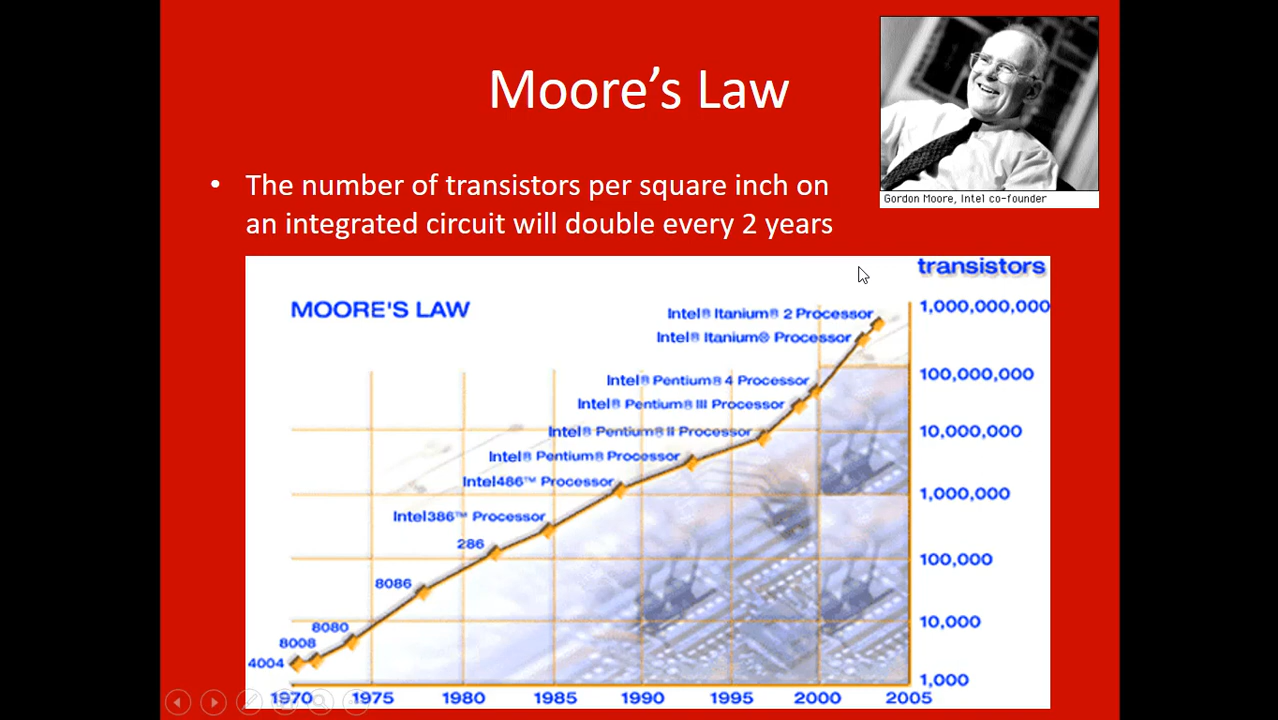 Moore's Law
Gordon Moore, Intel co-founder
• The number of transistors per square inch on
an integrated circuit will double every 2 years
transistors
MOORE'S LAW
1,000,000,000
100,000,000
10,000,000
1,000,000
100,000
10,000
1,000
Intel® Itanium® 2 Processor
Intel® Itanium® Processor
Intel® Pentium® 4 Processor
Intel® Pentium® III Processor
Intel® Pentium® II Processor
Intel® Pentium® Processor
Intel486™ Processor
Intel386™ Processor
286
8086
8080
8008
4004
1970 1975 1980 1985 1990 1995 2000 2005